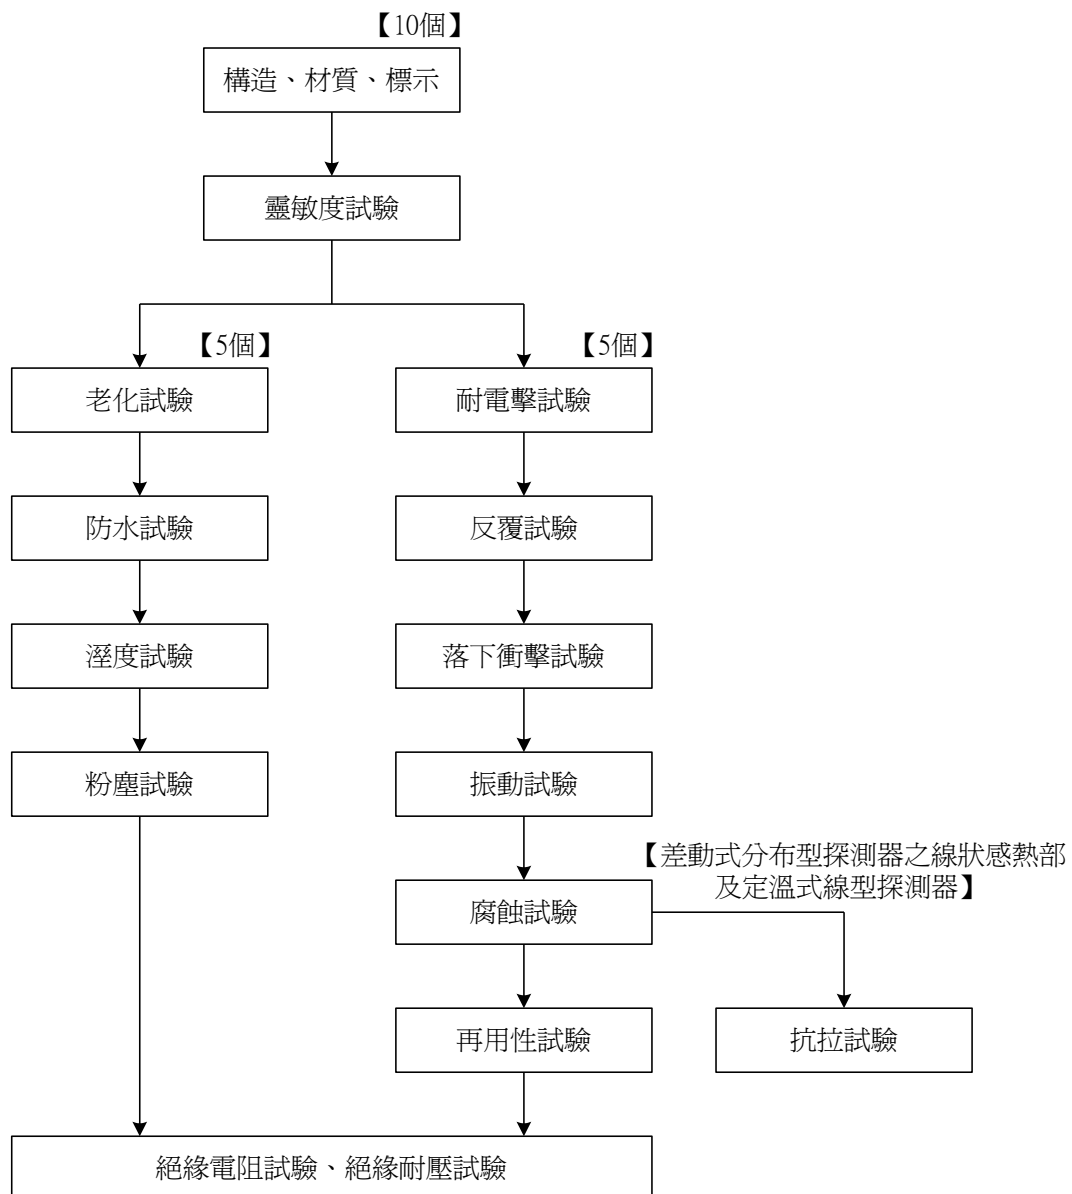 【10個】
構造、材質、標示
靈敏度試驗
【5個】
【5個】
老化試驗
耐電擊試驗
防水試驗
反覆試驗
溼度試驗
落下衝擊試驗
粉塵試驗
振動試驗
【差動式分布型探測器之線狀感熱部
及定溫式線型探測器】
腐蝕試驗
再用性試驗
抗拉試驗
絕緣電阻試驗、絕緣耐壓試驗